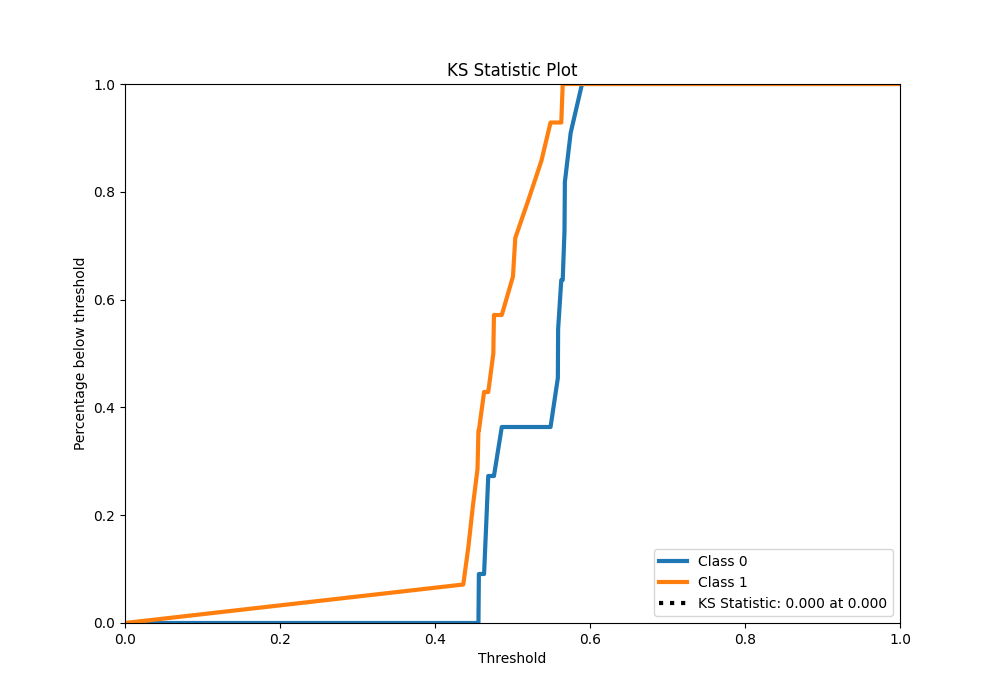 KS Statistic Plot
1.0
0.8
0.6
0.4
0.2
0.0
Percentage below threshold
0.0 0.2 0.4 0.6 0.8 1.0
Threshold
Class 0
Class 1
KS Statistic: 0.000 at 0.000